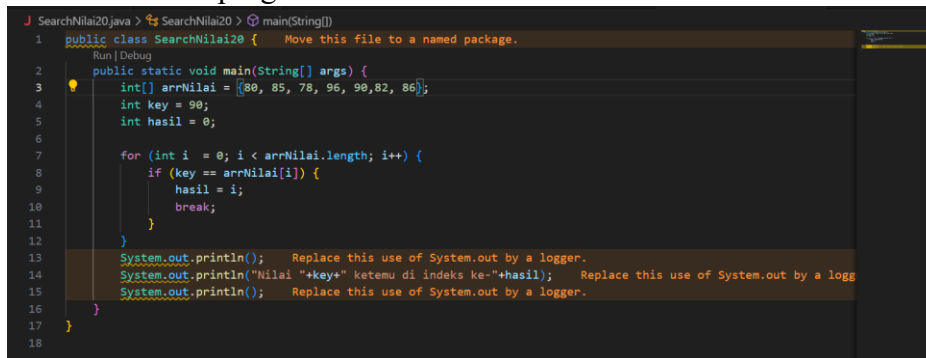 J SearchNilai20.java > SearchNilai20 > main(String[])
1 public class SearchNilai20 { Move this file to a named package.
Run | Debug
2 public static void main(String[] args) {
3 int[] arrNilai = {80, 85, 78, 96, 90,82, 86};
4 int key = 90;
5 int hasil = 0;
6
7 for (int i  = 0; i < arrNilai.length; i++) {
8 if (key == arrNilai[i]) {
9 hasil = i;
10 break;
11 }
12 }
13 System.out.println(); Replace this use of System.out by a logger.
14 System.out.println("Nilai "+key+" ketemu di indeks ke-"+hasil); Replace this use of System.out by a logg
15 System.out.println(); Replace this use of System.out by a logger.
16 }
17 }
18